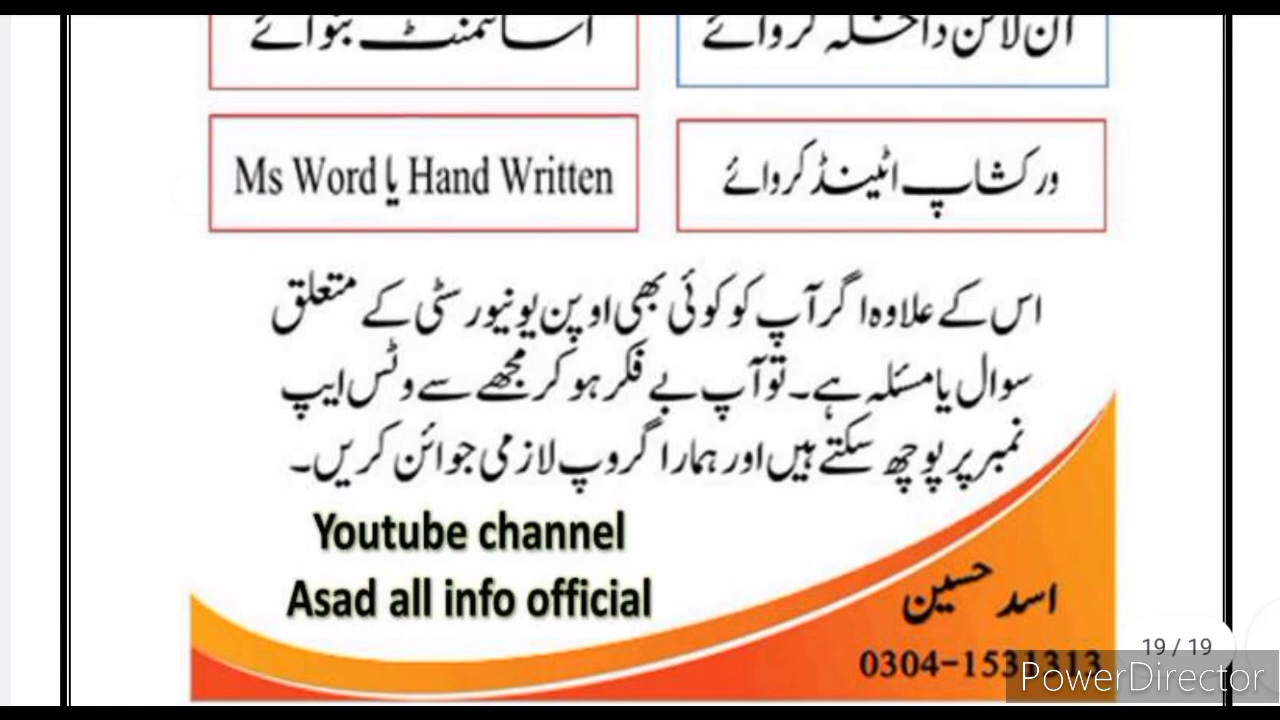 آن لائن داخلہ کروائے
اسائنمنٹ بنوائے
ورکشاپ اٹینڈ کروائے
Ms Word یا Hand Written
اس کے علاوہ اگر آپ کو کوئی بھی اوپن یونیورسٹی کے متعلق
سوال یا مسئلہ ہے۔ تو آپ بے فکر ہو کر مجھے سے وٹس ایپ
نمبر پر پوچھ سکتے ہیں اور ہمارا گروپ لازمی جوائن کریں۔
Youtube channel
Asad all info official
اسد حسین
0304-1531313
19 / 19
PowerDirector